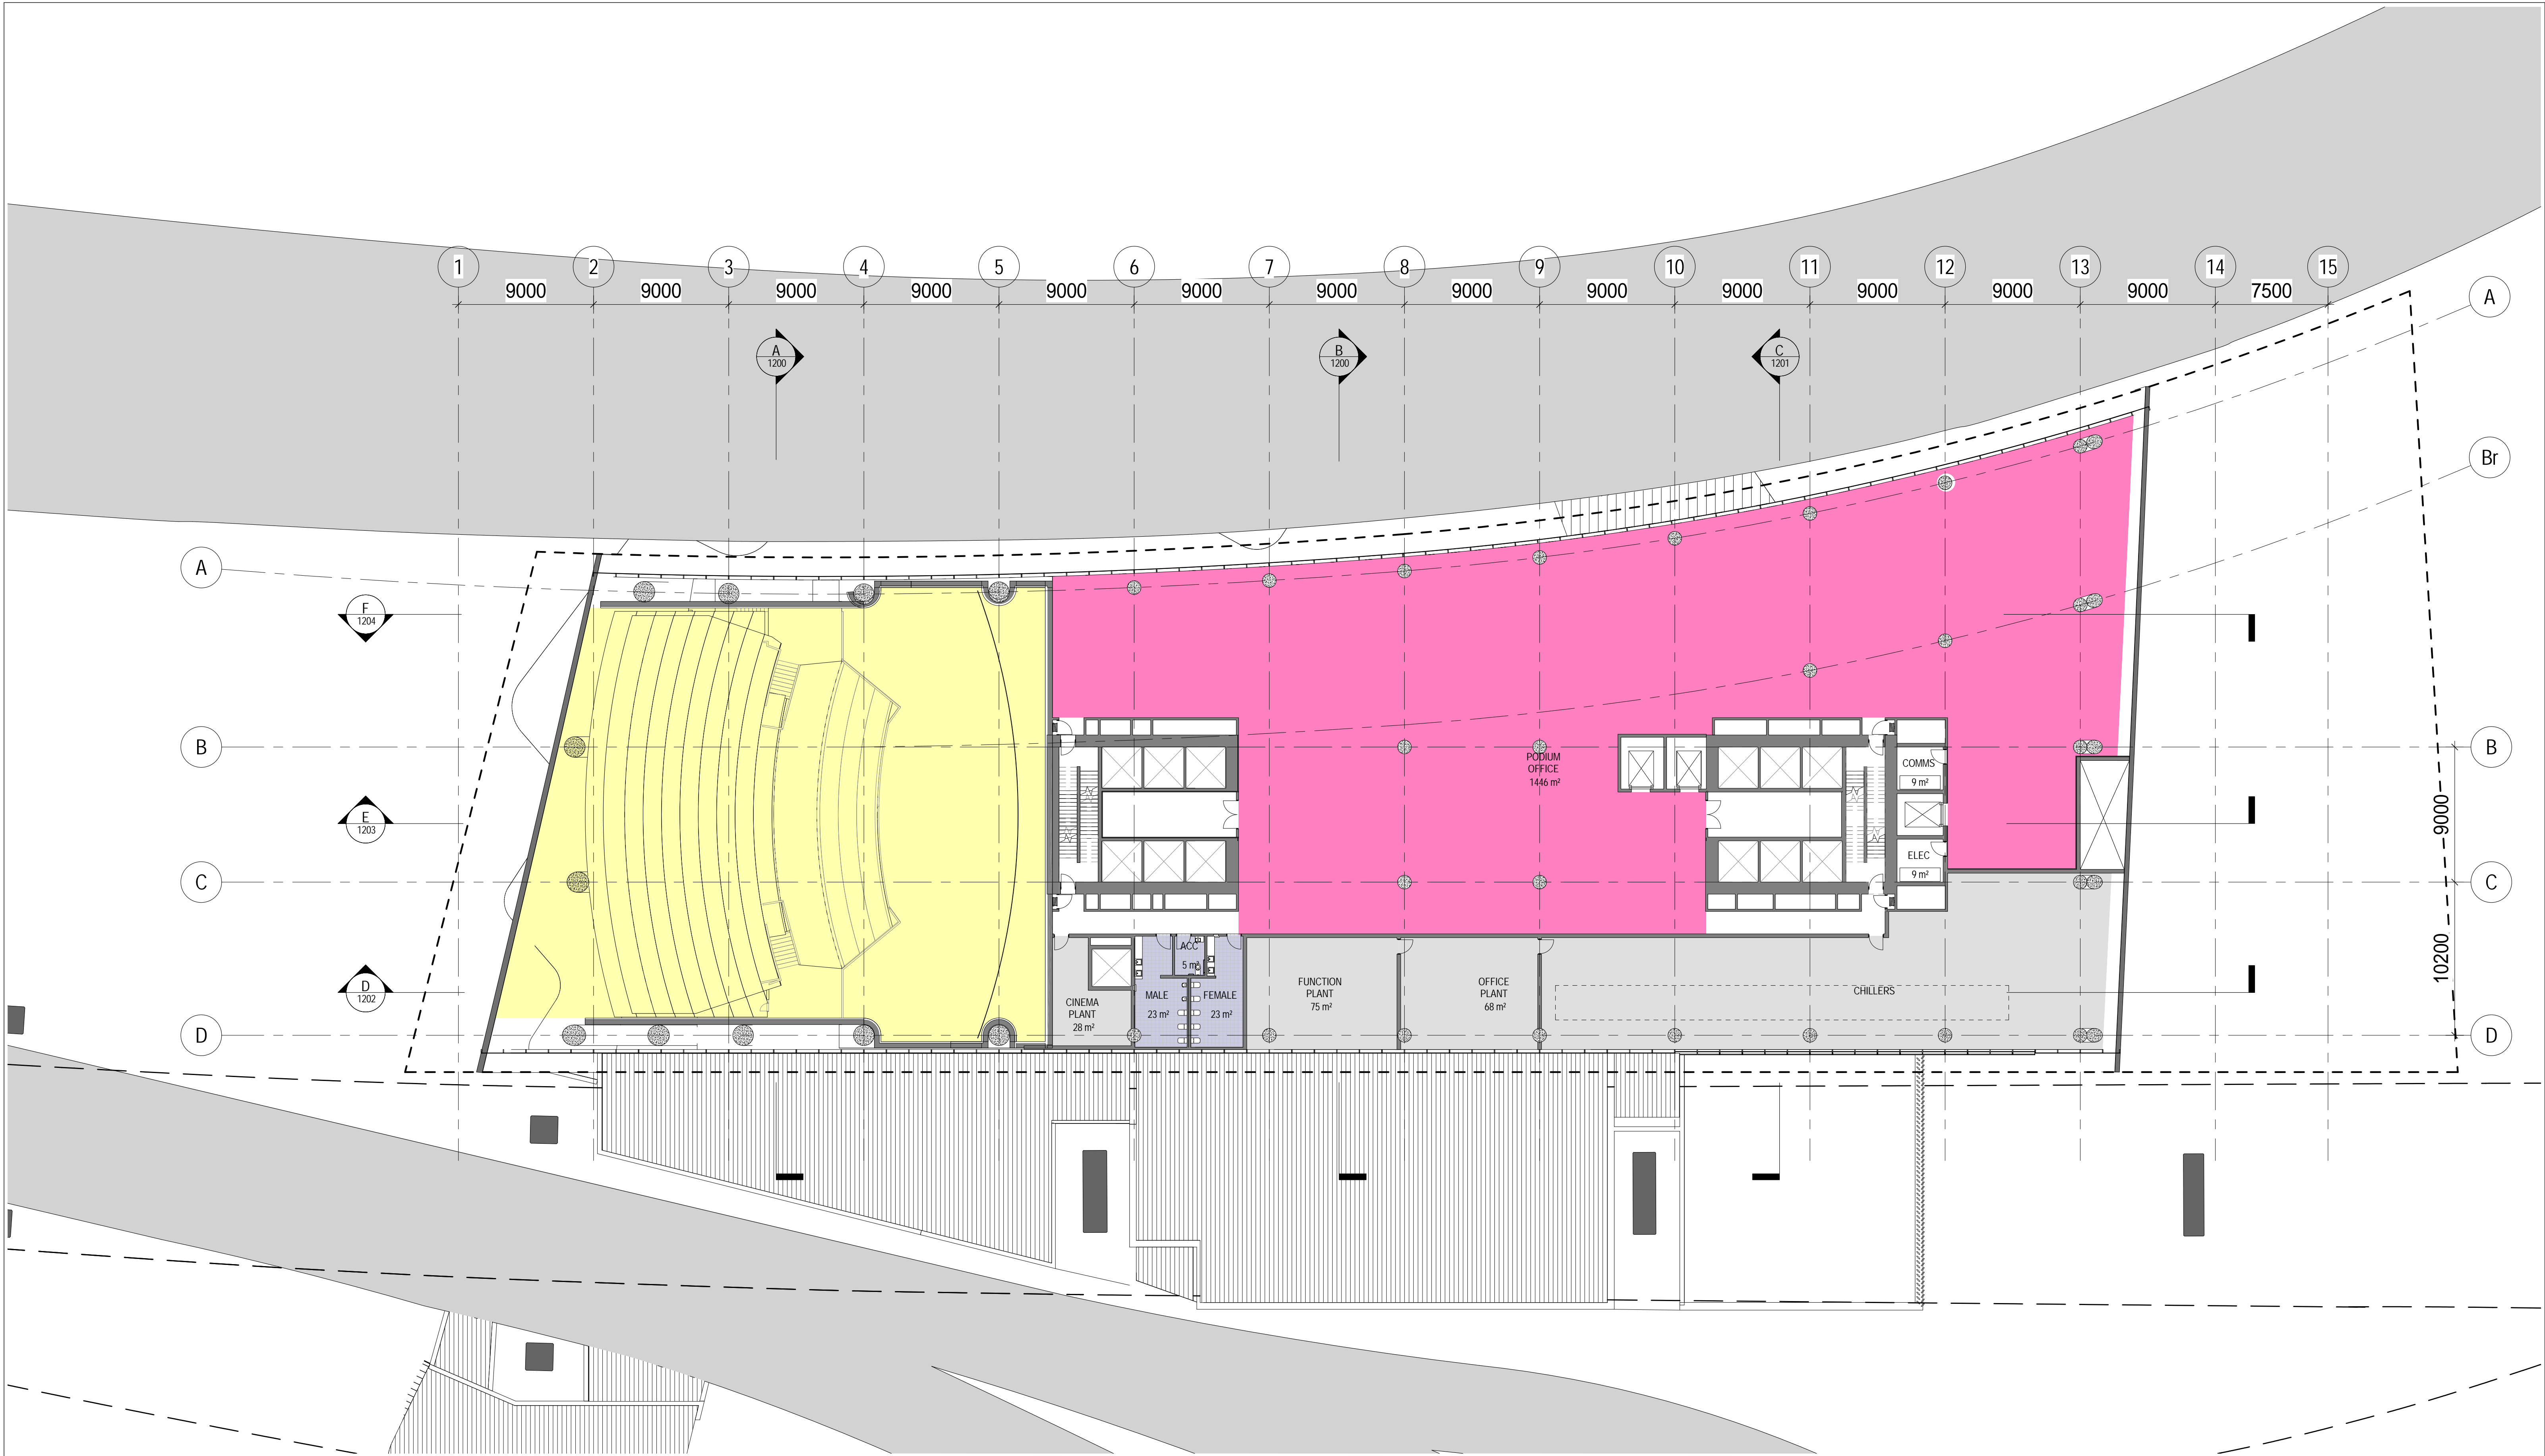 1 2 3 4 5 6 7 8 9 10 11 12 13 14 15
9000 9000 9000 9000 9000 9000 9000 9000 9000 9000 9000 9000 9000 7500
A
A
1200
B
1200
C
1201
Br
A
F
1204
B
B
PODIUM
OFFICE
1446 m²
COMMS
9 m²
E
1203
9000
ELEC
9 m²
C
C
ACC
5 m²
10200
D
1202
CINEMA
PLANT
28 m²
MALE
23 m²
FEMALE
23 m²
FUNCTION
PLANT
75 m²
OFFICE
PLANT
68 m²
CHILLERS
D
D